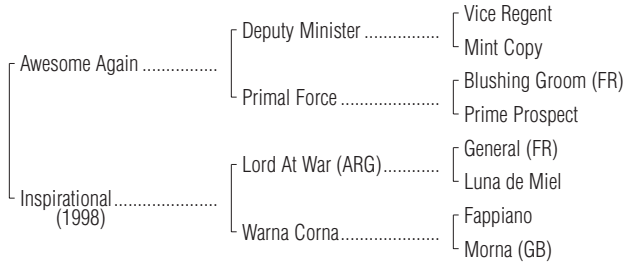 Vice Regent
Deputy Minister ................
Mint Copy
Awesome Again ................
Blushing Groom (FR)
Primal Force .....................
Prime Prospect
General (FR)
Lord At War (ARG)............
Luna de Miel
Inspirational......................
(1998)
Fappiano
Warna Corna.....................
Morna (GB)